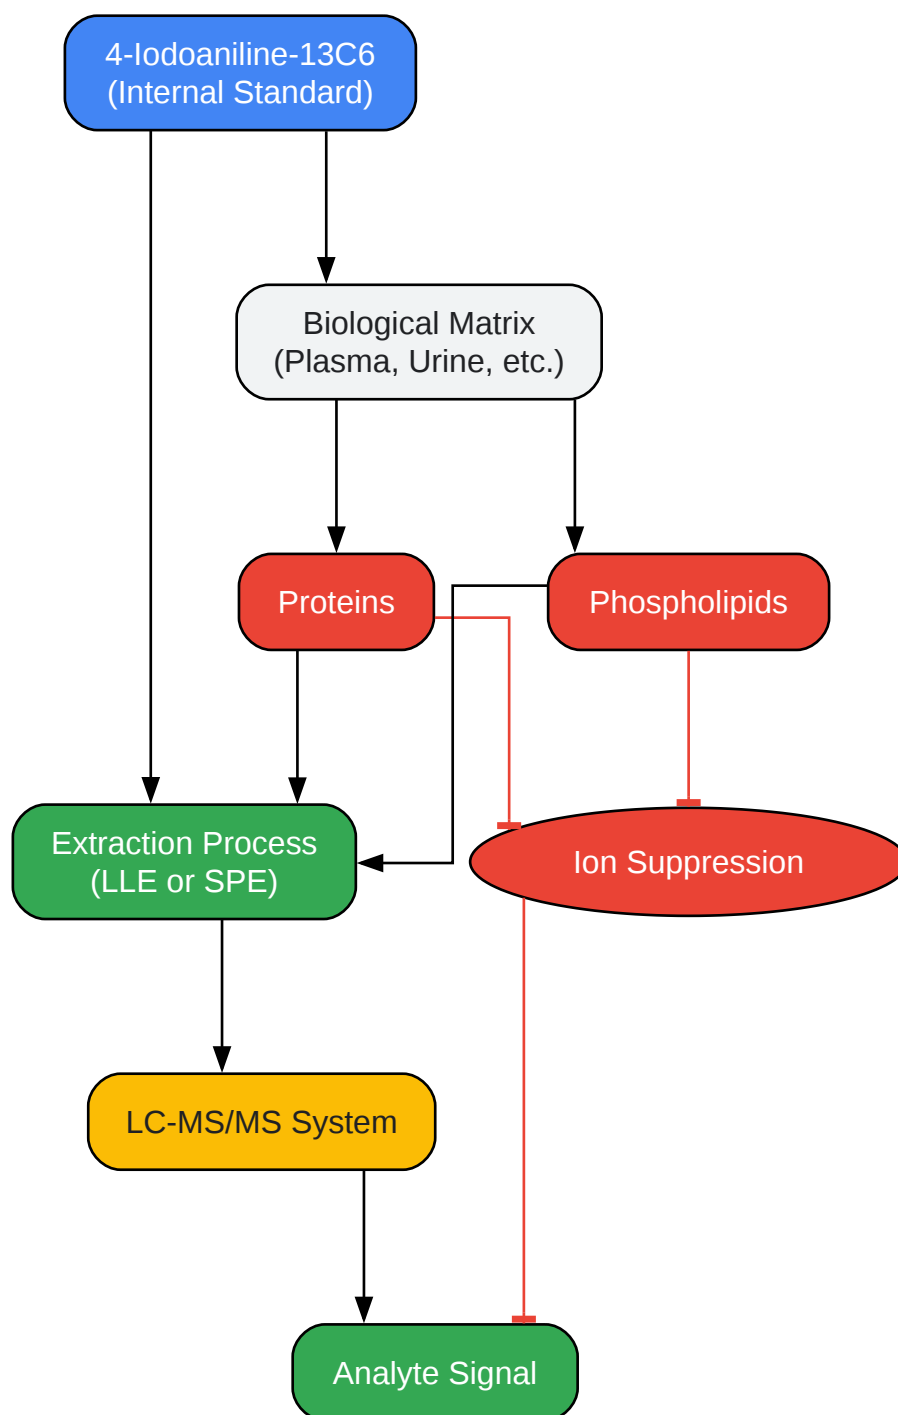 4-Iodoaniline-13C6
(Internal Standard)
Biological Matrix
(Plasma, Urine, etc.)
Proteins
Phospholipids
Extraction Process
(LLE or SPE)
Ion Suppression
LC-MS/MS System
Analyte Signal